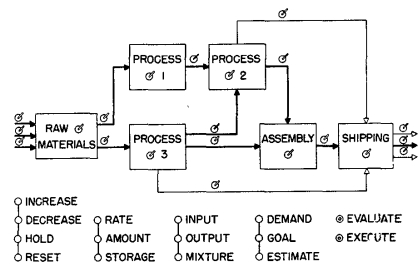 PROCESS
1
PROCESS
2
RAW
MATERIALS
PROCESS
3
ASSEMBLY
SHIPPING
INCREASE
DECREASE
RATE
INPUT
DEMAND
EVALUATE
HOLD
AMOUNT
OUTPUT
GOAL
EXECUTE
RESET
STORAGE
MIXTURE
ESTIMATE